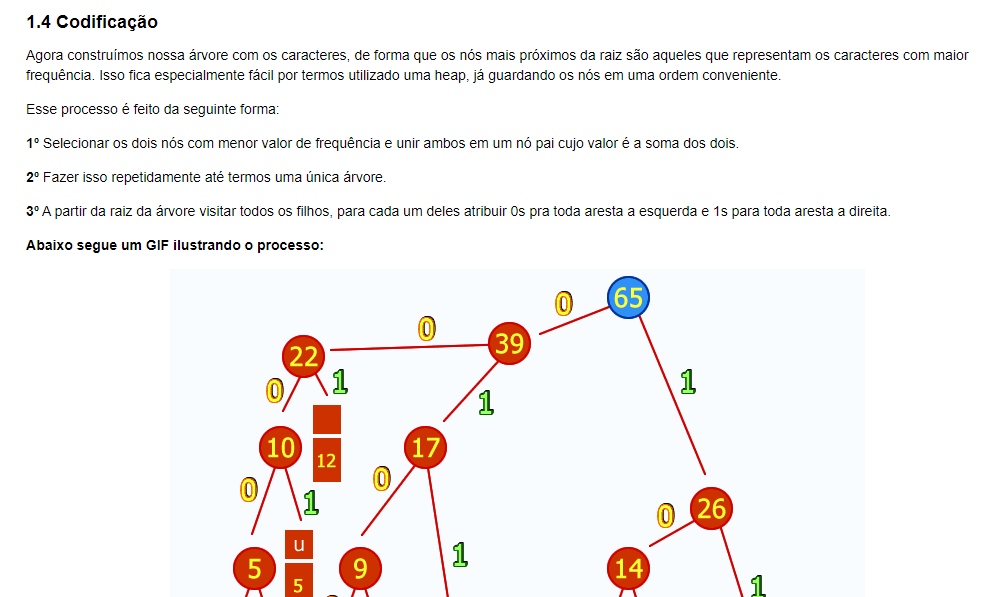 1.4 Codificação
Agora construímos nossa árvore com os caracteres, de forma que os nós mais próximos da raiz são aqueles que representam os caracteres com maior
frequência. Isso fica especialmente fácil por termos utilizado uma heap, já guardando os nós em uma ordem conveniente.
Esse processo é feito da seguinte forma:
1º Selecionar os dois nós com menor valor de frequência e unir ambos em um nó pai cujo valor é a soma dos dois.
2º Fazer isso repetidamente até termos uma única árvore.
3º A partir da raiz da árvore visitar todos os filhos, para cada um deles atribuir 0s pra toda aresta a esquerda e 1s para toda aresta a direita.
Abaixo segue um GIF ilustrando o processo:
65
0
0
39
22
0
1
1
1
10
17
12
0
0
1
26
0
u
1
5
9
14
5
1